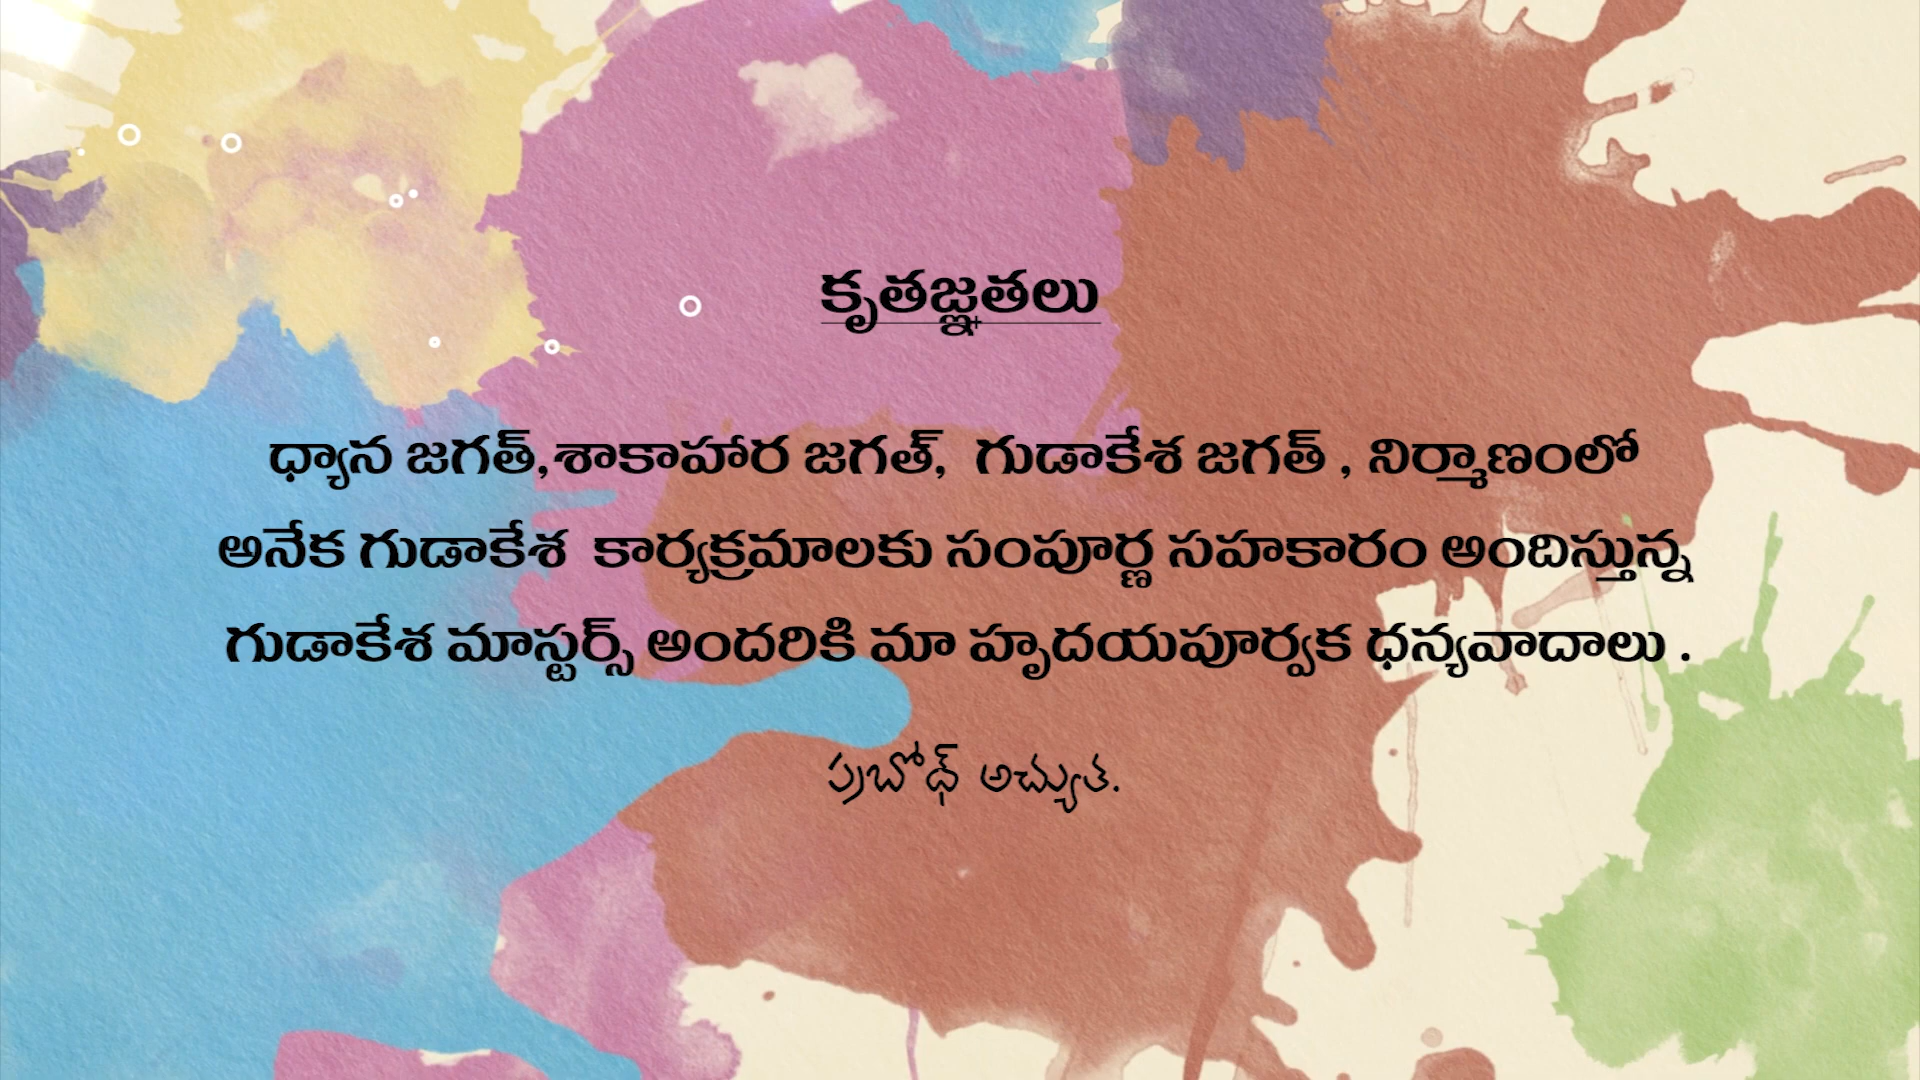 కృతజ్ఞతలు
ధ్యాన జగత్,శాకాహార జగత్, గుడాకేశ జగత్ , నిర్మాణంలో
అనేక గుడాకేశ కార్యక్రమాలకు సంపూర్ణ సహకారం అందిస్తున్న
గుడాకేశ మాస్టర్స్ అందరికి మా హృదయపూర్వక ధన్యవాదాలు .
ప్రబోధ్ అచ్యుత.